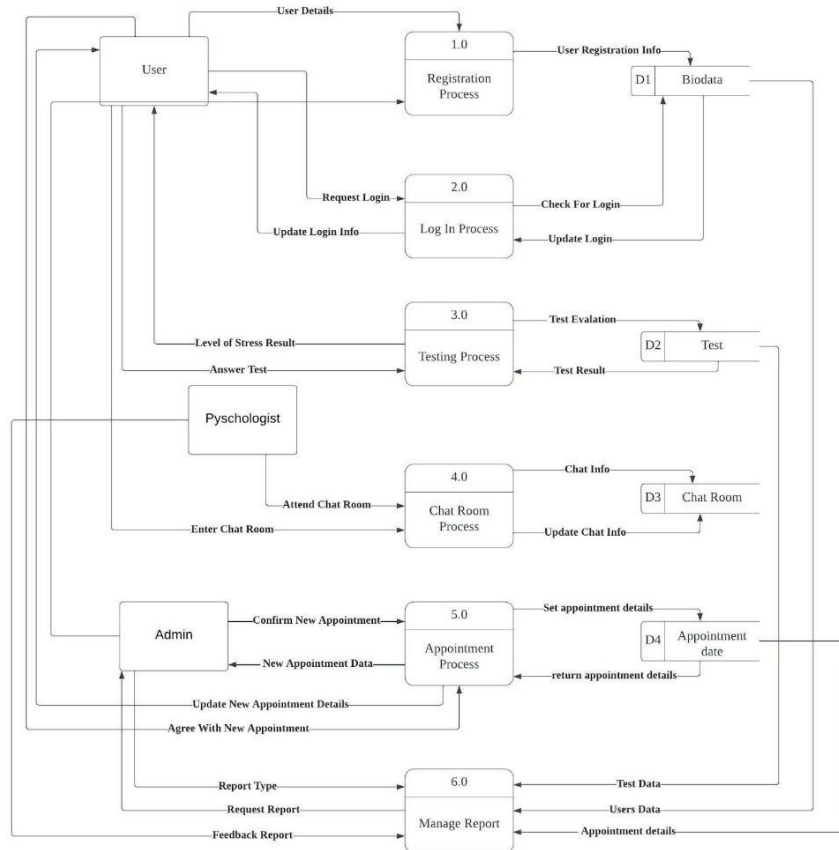 User Details
1.0
User
Registration
Process
User Registration Info
D1
Biodata
2.0
Request Login
Log In Process
Check For Login
Update Login Info
Update Login
3.0
Level of Stress Result
Testing Process
Test Evalation
D2
Test
Answer Test
Test Result
Pyschologist
4.0
Attend Chat Room
Chat Room
Process
Chat Info
D3
Chat Room
Enter Chat Room
Update Chat Info
Admin
Confirm New Appointment
5.0
Appointment
Process
Set appointment details
D4
Appointment
date
New Appointment Data
return appointment details
Update New Appointment Details
Agree With New Appointment
6.0
Report Type
Manage Report
Test Data
Request Report
Users Data
Feedback Report
Appointment details